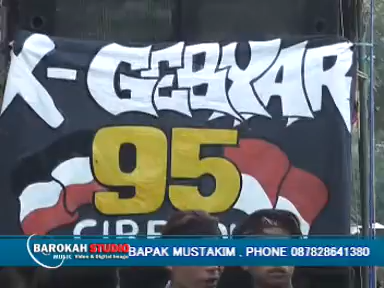 X-GEBYAR
95
BAROKAH STUDIO
MUSIC Video & Digital Image
BAPAK MUSTAKIM . PHONE 087828641380